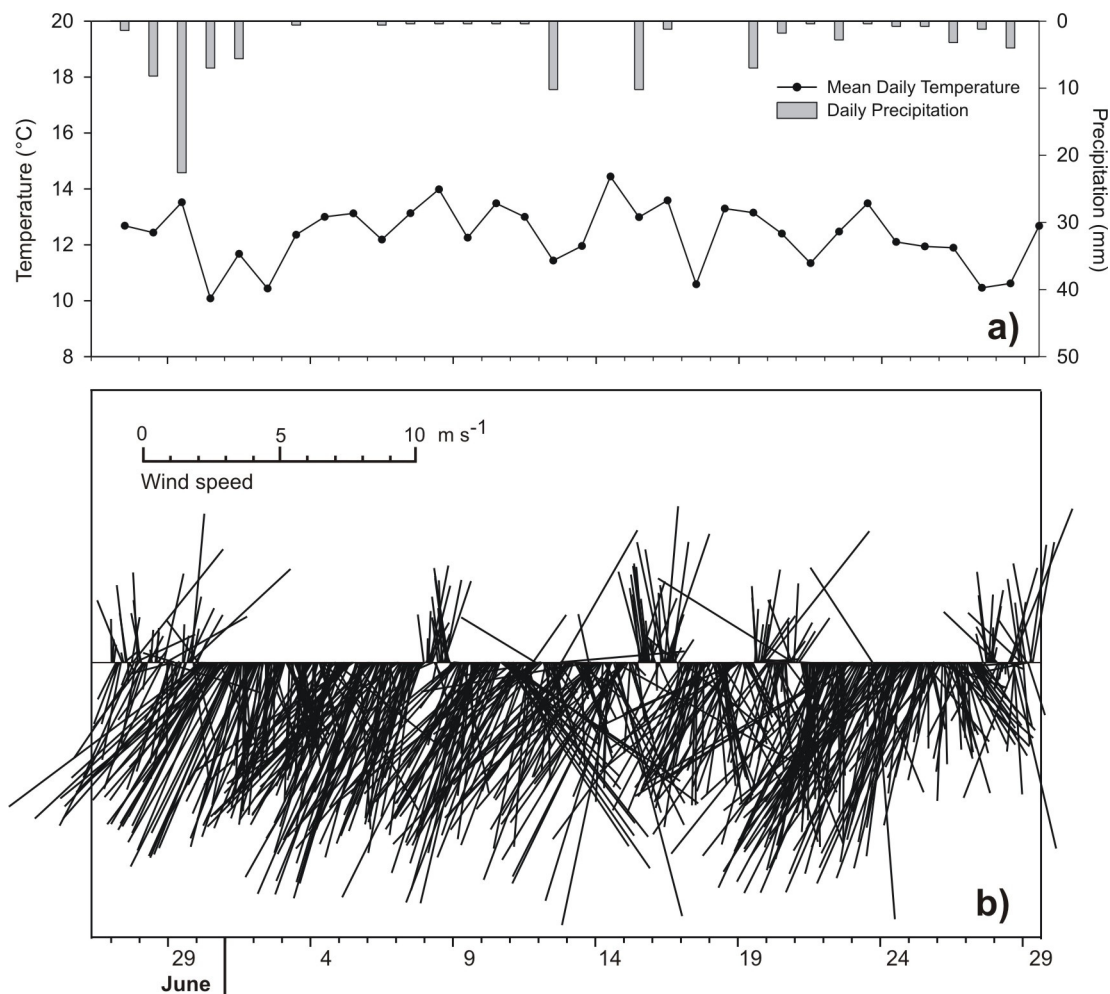 20
18
16
14
12
10
8
Temperature (°C)
0
10
20
30
40
50
Precipitation (mm)
Mean Daily Temperature
Daily Precipitation
a)
0 5 10 m s⁻¹
Wind speed
b)
29 4 9 14 19 24 29
June